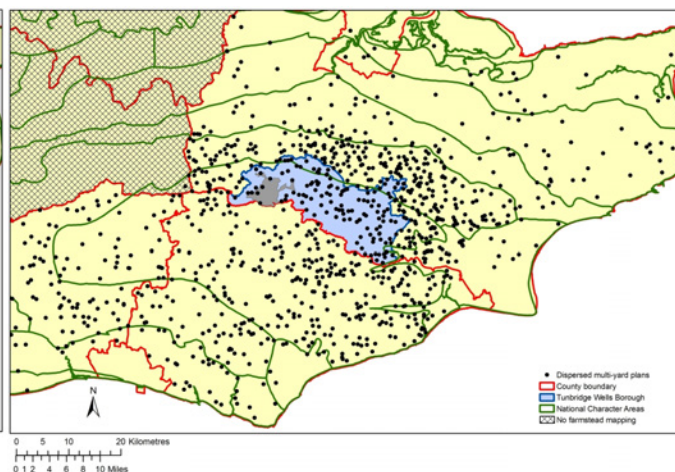 Dispersed multi-yard plans
County boundary
Tunbridge Wells Borough
National Character Areas
No farmstead mapping
N
0 5 10 20 Kilometres
0 1 2 4 6 8 10 Miles